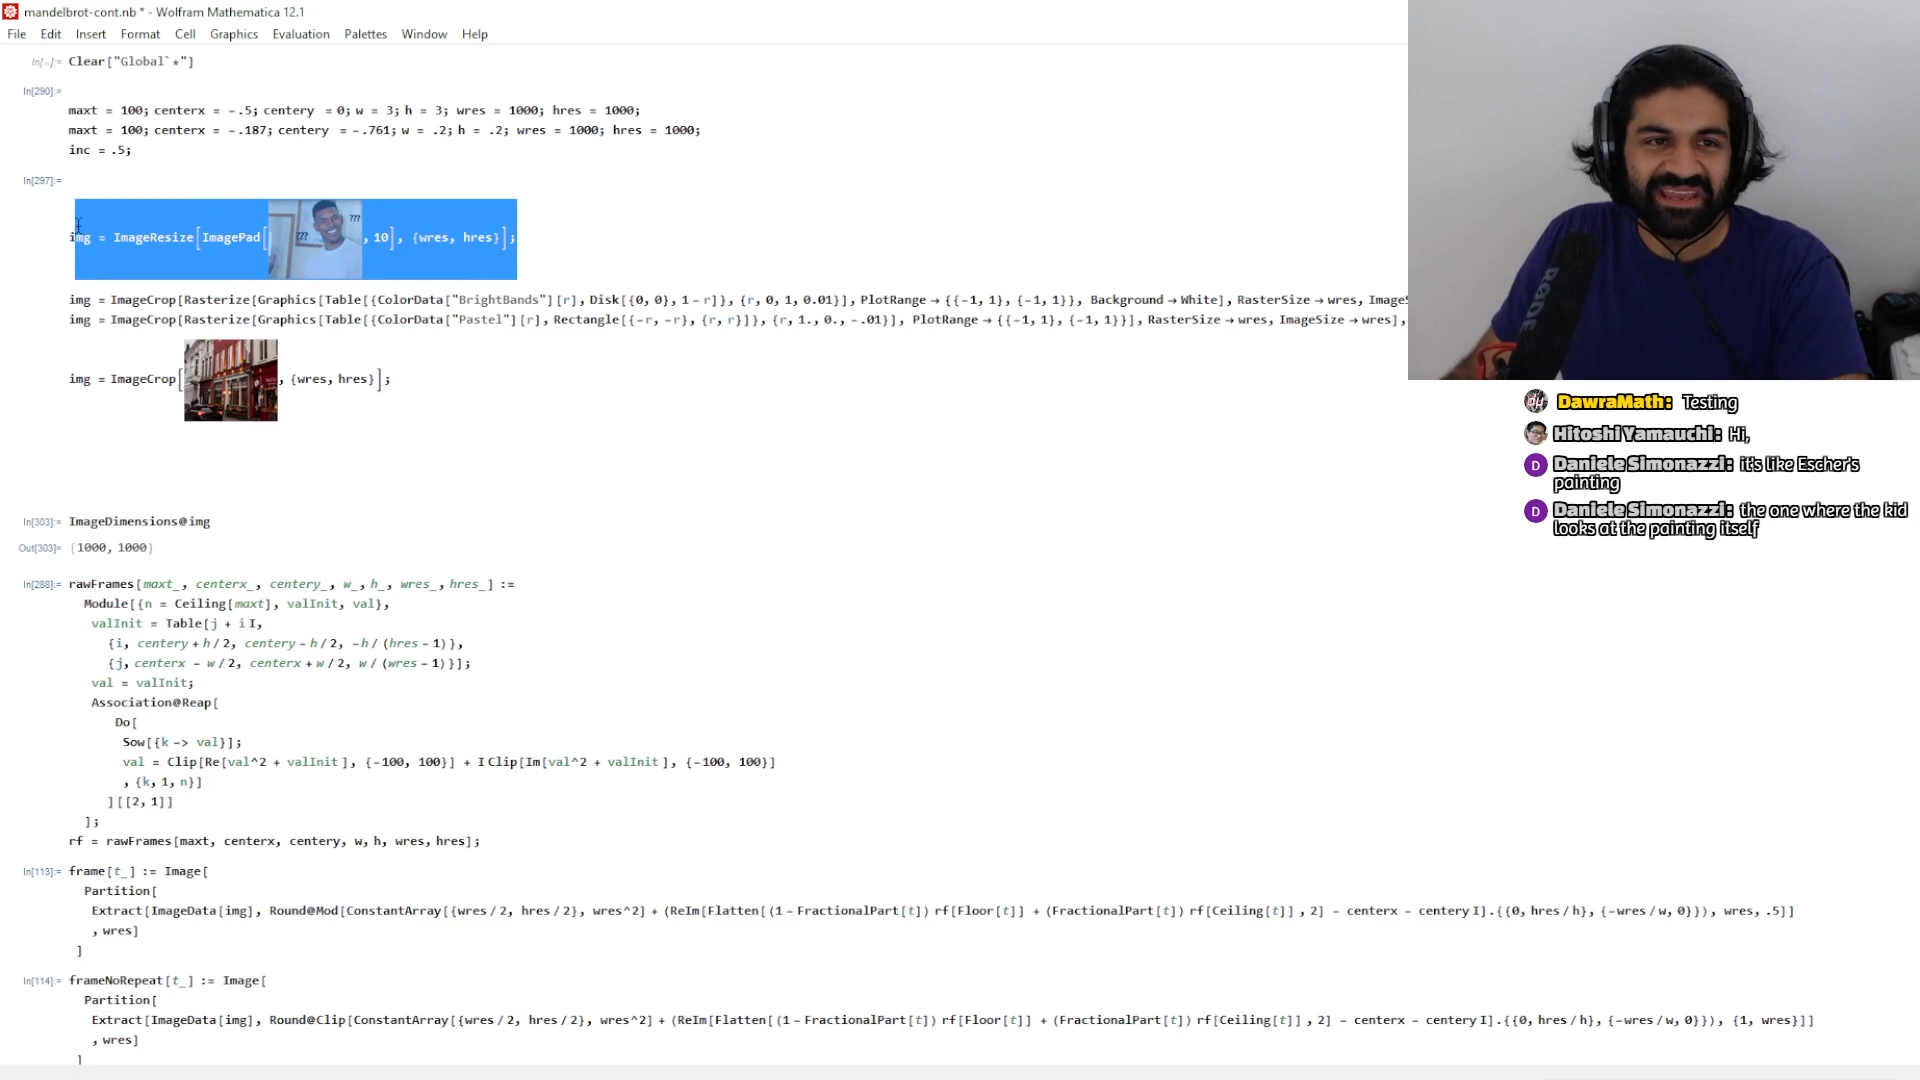 mandelbrot-cont.nb * - Wolfram Mathematica 12.1
File Edit Insert Format Cell Graphics Evaluation Palettes Window Help
In[∘]:= Clear["Global`*"]
In[290]:=
maxt = 100; centerx = -.5; centery = 0; w = 3; h = 3; wres = 1000; hres = 1000;
maxt = 100; centerx = -.187; centery = -.761; w = .2; h = .2; wres = 1000; hres = 1000;
inc = .5;
In[297]:=
???
img = ImageResize[ImagePad[ ??? , 10], {wres, hres}];
img = ImageCrop[Rasterize[Graphics[Table[{ColorData["BrightBands"][r], Disk[{0, 0}, 1 - r]}, {r, 0, 1, 0.01}], PlotRange → {{-1, 1}, {-1, 1}}, Background → White], RasterSize → wres, ImageS
img = ImageCrop[Rasterize[Graphics[Table[{ColorData["Pastel"][r], Rectangle[{-r, -r}, {r, r}]}, {r, 1., 0., -.01}], PlotRange → {{-1, 1}, {-1, 1}}], RasterSize → wres, ImageSize → wres],
img = ImageCrop[ , {wres, hres}];
In[303]:= ImageDimensions@img
Out[303]= {1000, 1000}
In[288]:= rawFrames[maxt_, centerx_, centery_, w_, h_, wres_, hres_] :=
Module[{n = Ceiling[maxt], valInit, val},
valInit = Table[j + i I,
{i, centery + h / 2, centery - h / 2, -h / (hres - 1)},
{j, centerx - w / 2, centerx + w / 2, w / (wres - 1)}];
val = valInit;
Association@Reap[
Do[
Sow[{k -> val}];
val = Clip[Re[val^2 + valInit], {-100, 100}] + I Clip[Im[val^2 + valInit], {-100, 100}]
, {k, 1, n}]
][[2, 1]]
];
rf = rawFrames[maxt, centerx, centery, w, h, wres, hres];
In[113]:= frame[t_] := Image[
Partition[
Extract[ImageData[img], Round@Mod[ConstantArray[{wres / 2, hres / 2}, wres^2] + (ReIm[Flatten[(1 - FractionalPart[t]) rf[Floor[t]] + (FractionalPart[t]) rf[Ceiling[t]], 2] - centerx - centery I].{{0, hres / h}, {-wres / w, 0}}), wres, .5]]
, wres]
]
In[114]:= frameNoRepeat[t_] := Image[
Partition[
Extract[ImageData[img], Round@Clip[ConstantArray[{wres / 2, hres / 2}, wres^2] + (ReIm[Flatten[(1 - FractionalPart[t]) rf[Floor[t]] + (FractionalPart[t]) rf[Ceiling[t]], 2] - centerx - centery I].{{0, hres / h}, {-wres / w, 0}}), {1, wres}]]
, wres]
]
RØDE
DawraMath: Testing
Hitoshi Yamauchi: Hi,
D Daniele Simonazzi: it's like Escher's
painting
D Daniele Simonazzi: the one where the kid
looks at the painting itself